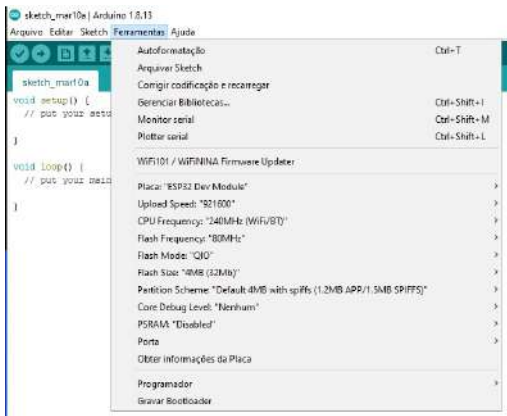 sketch_mar10a | Arduino 1.8.13
Arquivo Editar Sketch Ferramentas Ajuda
sketch_mar10a
void setup() {
// put your setu
}
void loop() {
// put your main
}
Autoformatação Ctrl+T
Arquivar Sketch
Corrigir codificação e recarregar
Gerenciar Bibliotecas... Ctrl+Shift+I
Monitor serial Ctrl+Shift+M
Plotter serial Ctrl+Shift+L
WiFi101 / WiFiNINA Firmware Updater
Placa: "ESP32 Dev Module"
Upload Speed: "921600"
CPU Frequency: "240MHz (WiFi/BT)"
Flash Frequency: "80MHz"
Flash Mode: "QIO"
Flash Size: "4MB (32Mb)"
Partition Scheme: "Default 4MB with spiffs (1.2MB APP/1.5MB SPIFFS)"
Core Debug Level: "Nenhum"
PSRAM: "Disabled"
Porta
Obter informações da Placa
Programador
Gravar Bootloader